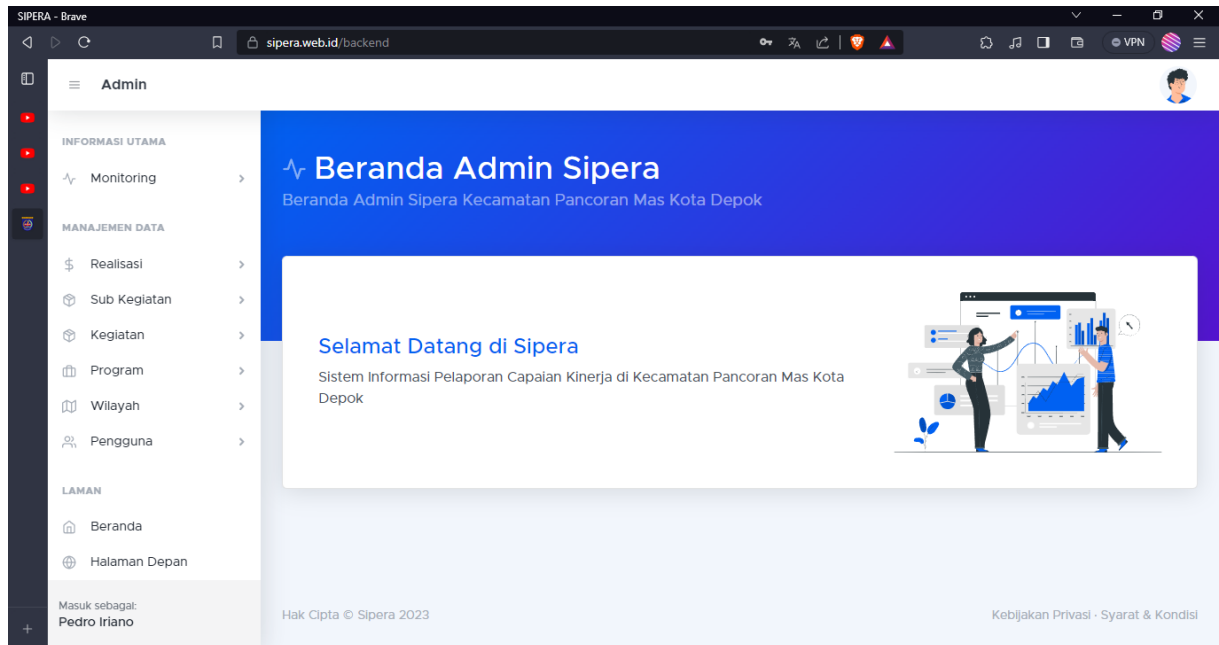 SIPERA - Brave
sipera.web.id/backend
VPN
Admin
INFORMASI UTAMA
Monitoring
MANAJEMEN DATA
Realisasi
Sub Kegiatan
Kegiatan
Program
Wilayah
Pengguna
LAMAN
Beranda
Halaman Depan
Masuk sebagai:
Pedro Iriano
Beranda Admin Sipera
Beranda Admin Sipera Kecamatan Pancoran Mas Kota Depok
Selamat Datang di Sipera
Sistem Informasi Pelaporan Capaian Kinerja di Kecamatan Pancoran Mas Kota
Depok
Hak Cipta © Sipera 2023
Kebijakan Privasi · Syarat & Kondisi